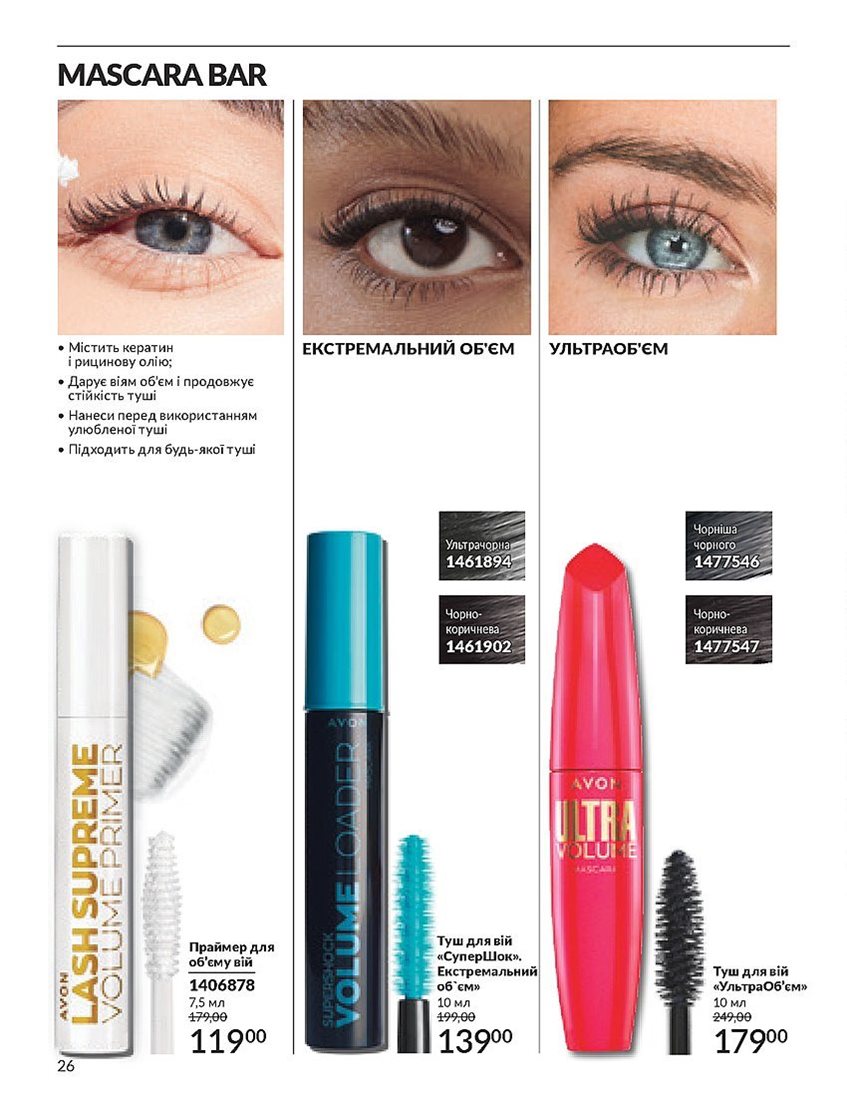 MASCARA BAR
• Містить кератин
і рицинову олію;
• Дарує віям об'єм і продовжує
стійкість туші
• Нанеси перед використанням
улюбленої туші
• Підходить для будь-якої туші
ЕКСТРЕМАЛЬНИЙ ОБ'ЄМ
УЛЬТРАОБ'ЄМ
Ультрачорна
1461894
Чорно-
коричнева
1461902
Чорніша
чорного
1477546
Чорно-
коричнева
1477547
AVON
LASH SUPREME
VOLUME PRIMER
Праймер для
об'єму вій
1406878
7,5 мл
179,00
119 00
AVON
SUPERSHOCK
VOLUME LOADER
MASCARA
Туш для вій
«СуперШок».
Екстремальний
об`єм»
10 мл
199,00
139 00
AVON
ULTRA
VOLUME
MASCARA
Туш для вій
«УльтраОб'єм»
10 мл
249,00
179 00
26